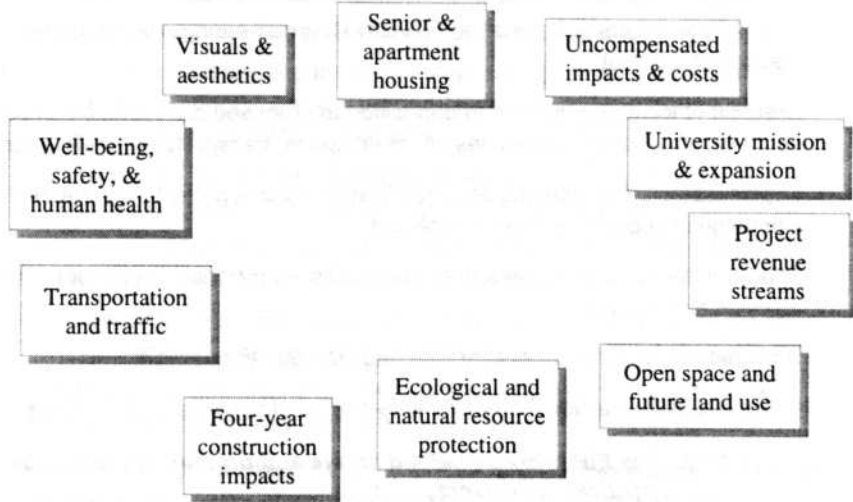 Senior &
apartment
housing
Visuals &
aesthetics
Uncompensated
impacts & costs
Well-being,
safety, &
human health
University mission
& expansion
Project
revenue
streams
Transportation
and traffic
Open space and
future land use
Ecological and
natural resource
protection
Four-year
construction
impacts